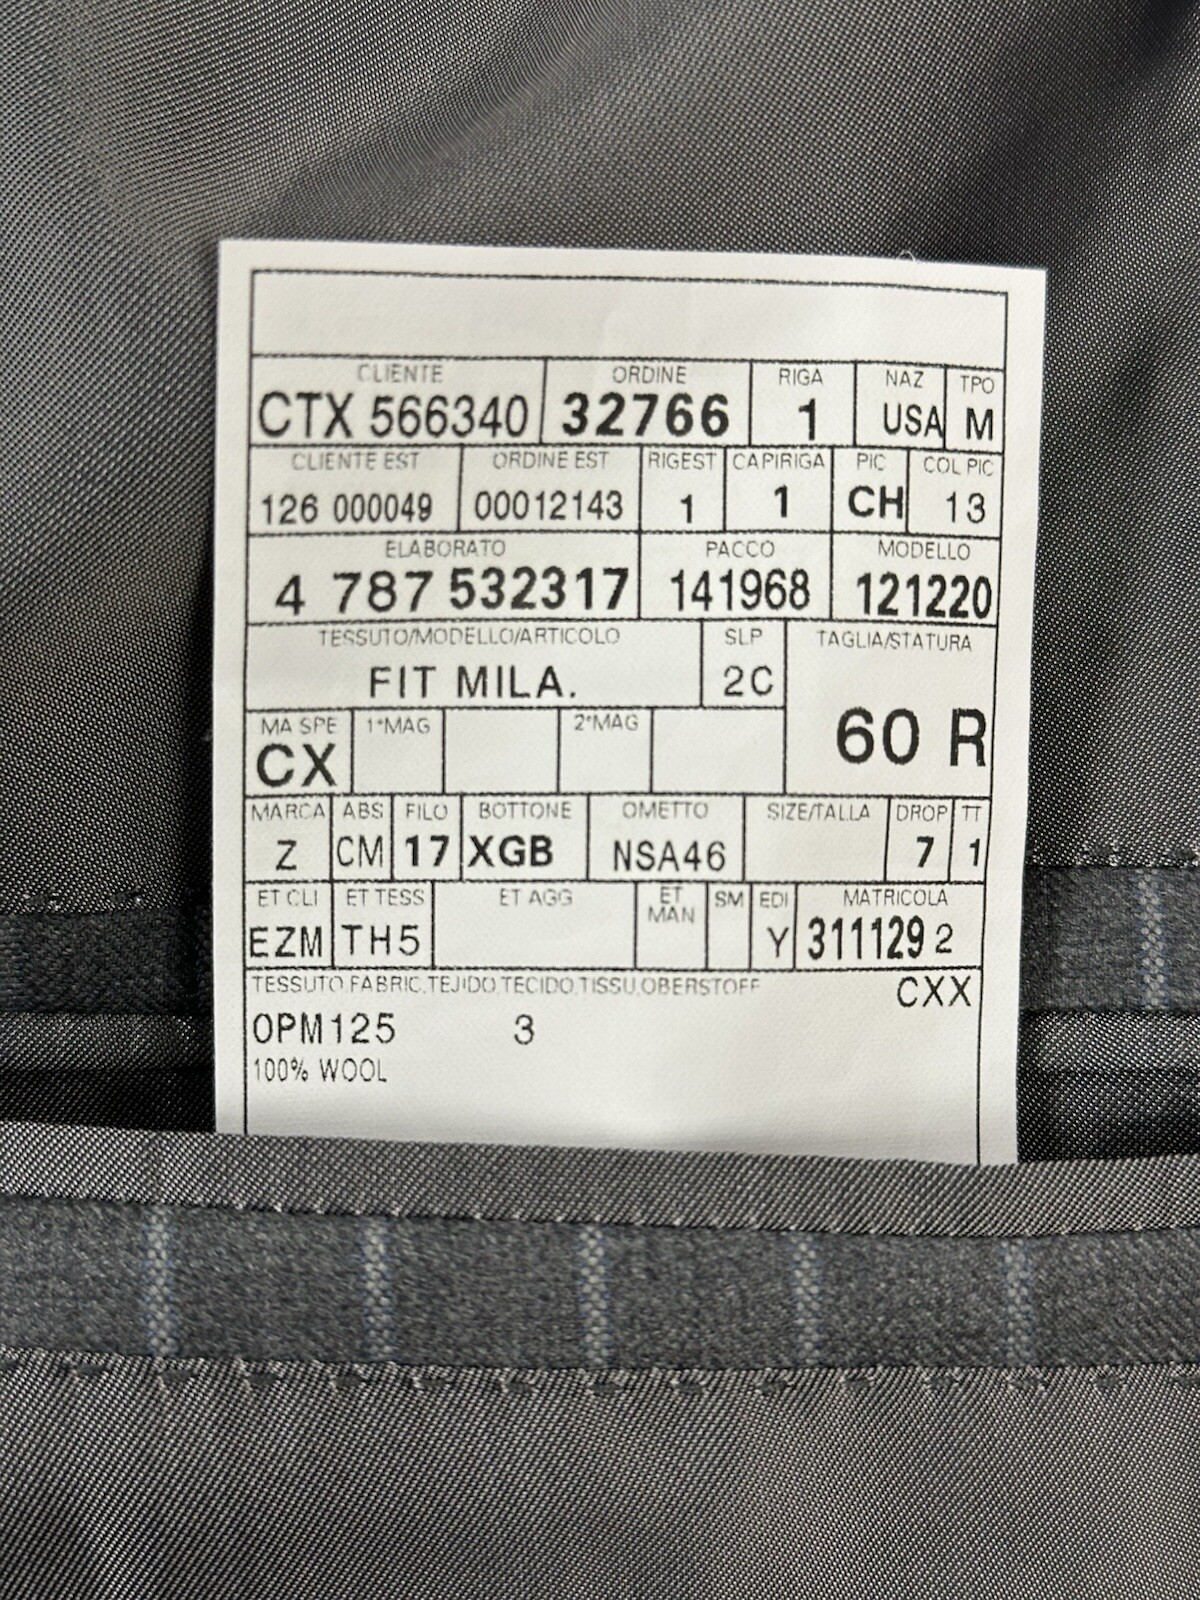 CLIENTE ORDINE RIGA NAZ TPO
CTX 566340 32766 1 USA M
CLIENTE EST ORDINE EST RIGEST CAPIRIGA PIC COL PIC
126 000049 00012143 1 1 CH 13
ELABORATO PACCO MODELLO
4 787 532317 141968 121220
TESSUTO/MODELLO/ARTICOLO SLP TAGLIA/STATURA
FIT MILA. 2C
60 R
MA SPE 1°MAG 2°MAG
CX
MARCA ABS FILO BOTTONE OMETTO SIZE/TALLA DROP TT
Z CM 17 XGB NSA46 7 1
ET CLI ET TESS ET AGG ET MAN SM EDI MATRICOLA
EZM TH5 Y 311129 2
TESSUTO,FABRIC,TEJIDO,TECIDO,TISSU,OBERSTOFF CXX
OPM125 3
100% WOOL